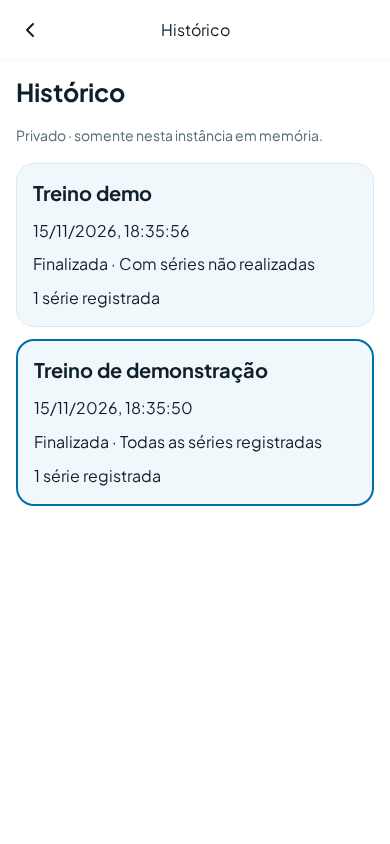 Histórico
Histórico
Privado · somente nesta instância em memória.
Treino demo
15/11/2026, 18:35:56
Finalizada · Com séries não realizadas
1 série registrada
Treino de demonstração
15/11/2026, 18:35:50
Finalizada · Todas as séries registradas
1 série registrada